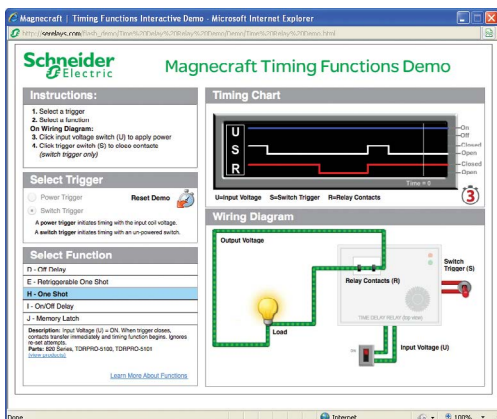 Magnecraft | Timing Functions Interactive Demo - Microsoft Internet Explorer
Schneider
Electric
Magnecraft Timing Functions Demo
Instructions:
1. Select a trigger
2. Select a function
On Wiring Diagram:
3. Click input voltage switch (U) to apply power
4. Click trigger switch (S) to close contacts
(switch trigger only)
Select Trigger
Power Trigger
Reset Demo
Switch Trigger
A power trigger initiates timing with the input coil voltage.
A switch trigger initiates timing with an un-powered switch.
Select Function
D - Off Delay
E - Retriggerable One Shot
H - One Shot
I - On/Off Delay
J - Memory Latch
Description: Input Voltage (U) = ON. When trigger closes,
contacts transfer immediately and timing function begins. Ignores
re-set attempts.
Parts: 820 Series, TDRPRO-5100, TDRPRO-5101
(view products)
Learn More About Functions
Timing Chart
U
S
R
On
Off
Closed
Open
Closed
Open
Time = 0
3
U=Input Voltage S=Switch Trigger R=Relay Contacts
Wiring Diagram
Output Voltage
Load
Relay Contacts (R)
Switch
Trigger (S)
TIME DELAY RELAY (top view)
Input Voltage (U)
Done
Internet
100%